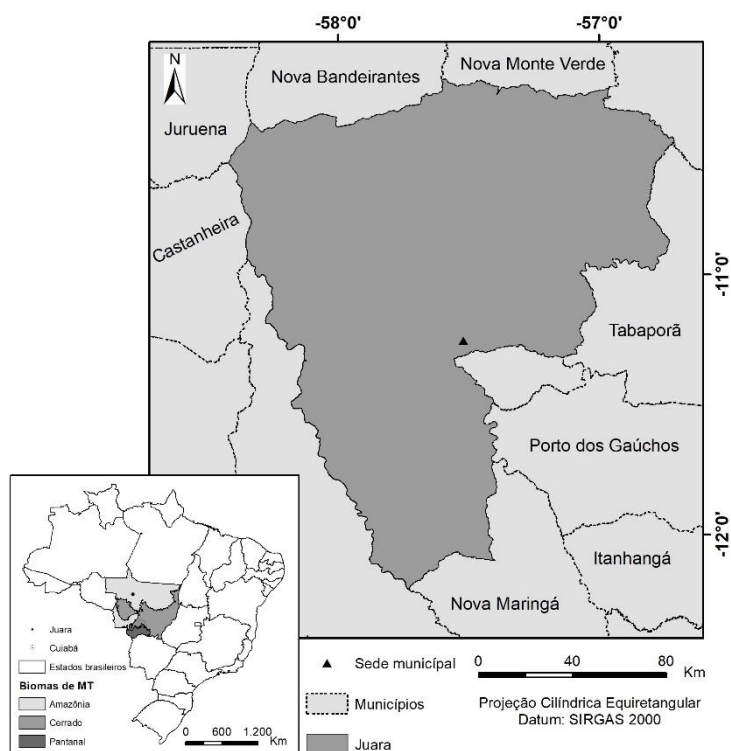 -58°0'
-57°0'
N
Nova Bandeirantes
Nova Monte Verde
Juruena
Castanheira
-11°0'
Tabaporã
Porto dos Gaúchos
-12°0'
Itanhangá
Nova Maringá
Juara
Cuiabá
Estados brasileiros
Biomas de MT
Amazônia
Cerrado
Pantanal
0 600 1.200
Km
Sede municípal
Municípios
Juara
0 40 80
Km
Projeção Cilíndrica Equiretangular
Datum: SIRGAS 2000